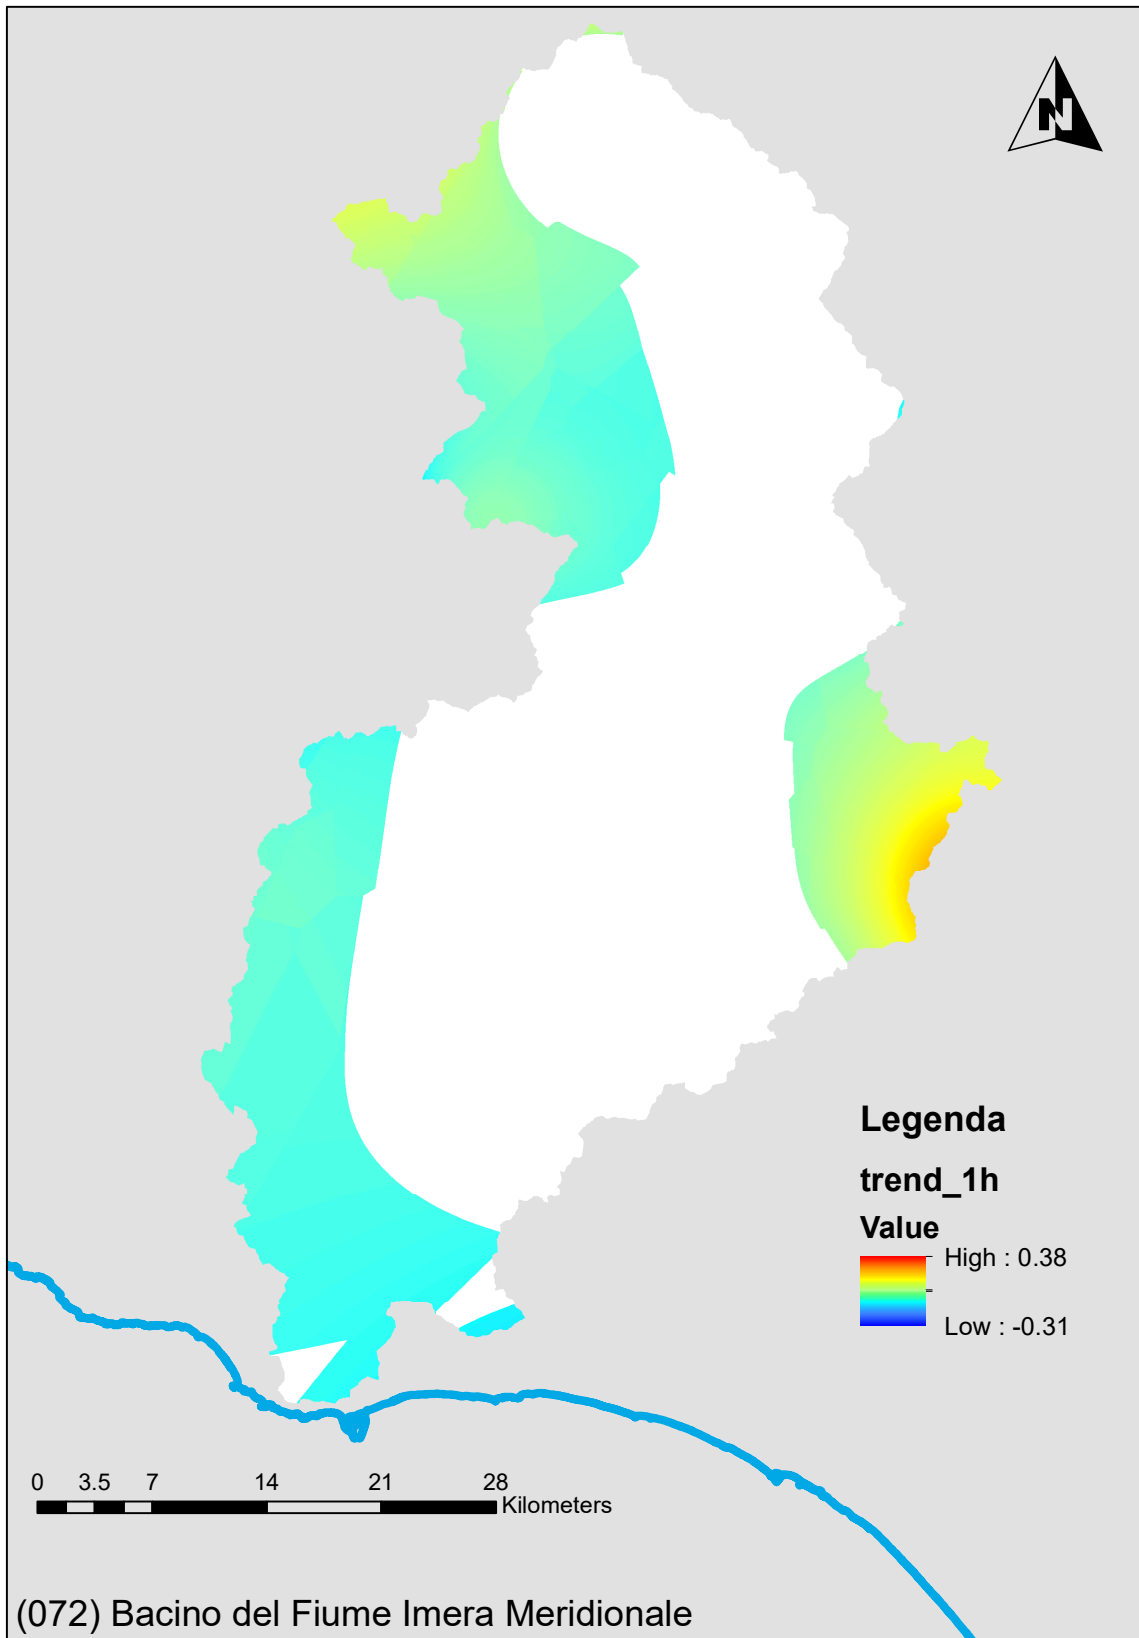 N
Legenda
trend_1h
Value
High : 0.38
Low : -0.31
0 3.5 7 14 21 28
Kilometers
(072) Bacino del Fiume Imera Meridionale